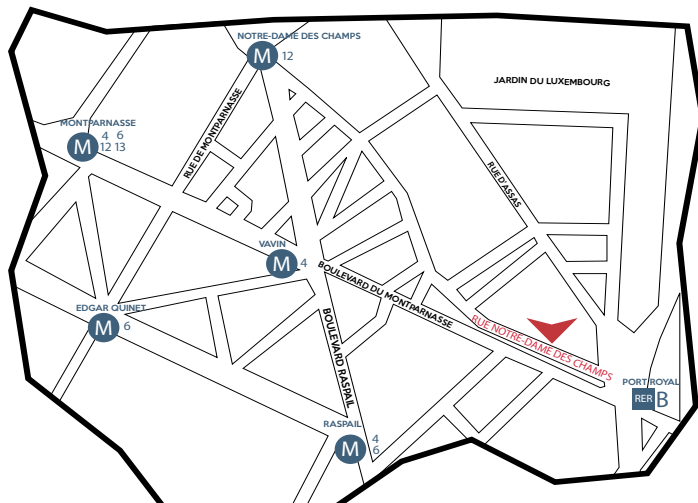 NOTRE-DAME DES CHAMPS
M 12
JARDIN DU LUXEMBOURG
MONTPARNASSE
4 6
M 12 13
RUE DE MONTPARNASSE
RUE D'ASSAS
VAVIN
M 4
BOULEVARD DU MONTPARNASSE
EDGAR QUINET
M 6
BOULEVARD RASPAIL
RUE NOTRE-DAME DES CHAMPS
PORT ROYAL
RER B
RASPAIL
4
M 6